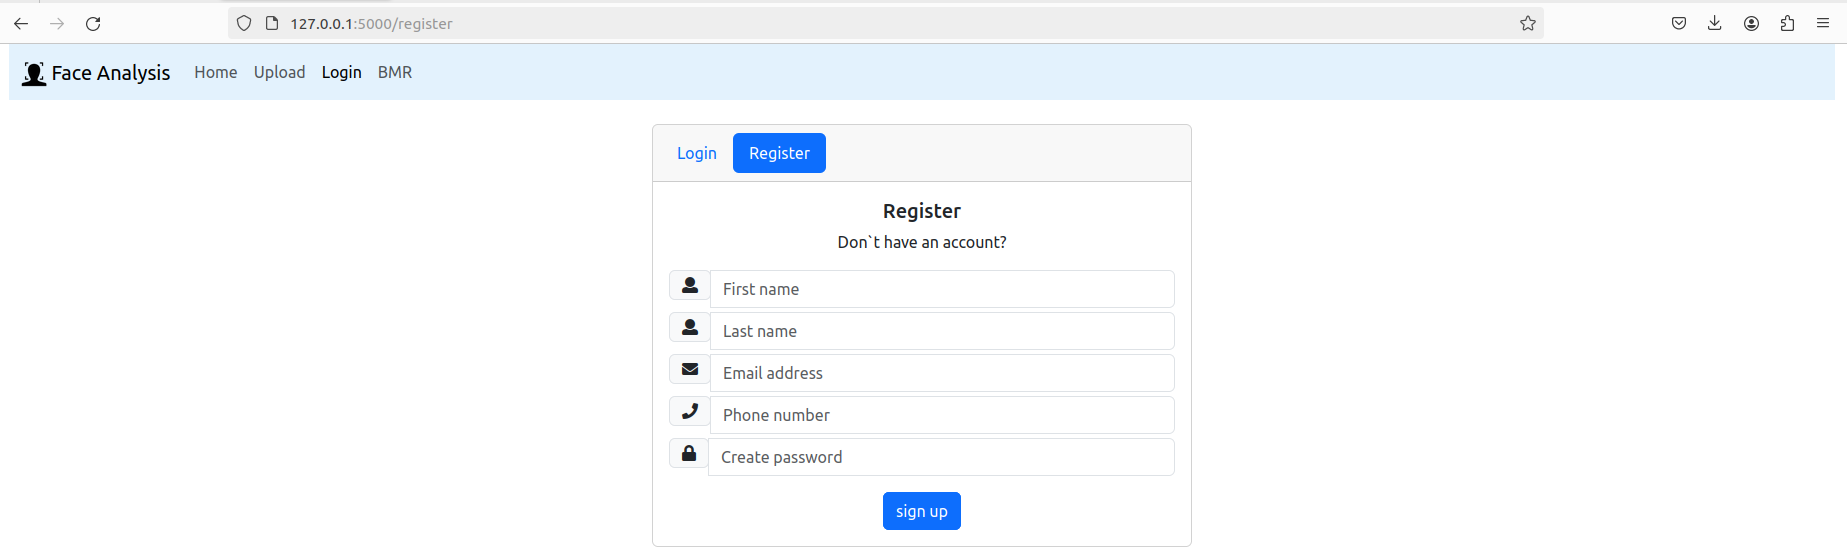 127.0.0.1:5000/register
Face Analysis Home Upload Login BMR
Login Register
Register
Don`t have an account?
First name
Last name
Email address
Phone number
Create password
sign up